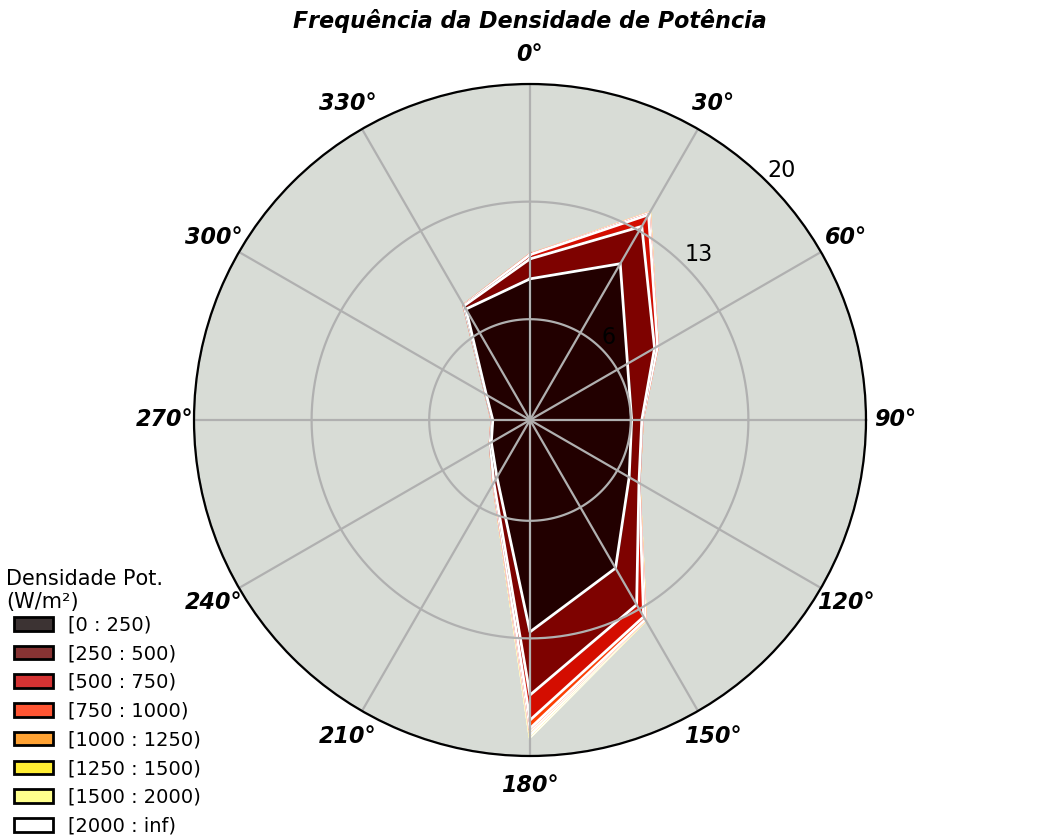 Frequência da Densidade de Potência
0°
330°
30°
20
300°
60°
13
6
270°
90°
240°
120°
210°
150°
180°
Densidade Pot.
(W/m²)
[0 : 250)
[250 : 500)
[500 : 750)
[750 : 1000)
[1000 : 1250)
[1250 : 1500)
[1500 : 2000)
[2000 : inf)